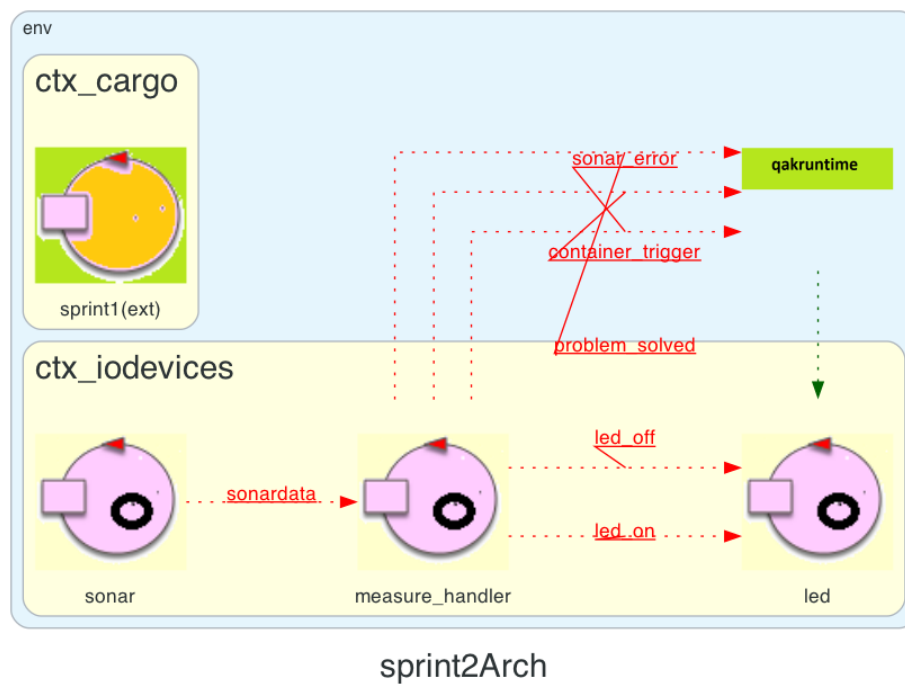 env
ctx_cargo
sprint1(ext)
sonar_error
qakruntime
container_trigger
problem_solved
ctx_iodevices
led_off
sonardata
led_on
sonar
measure_handler
led
sprint2Arch